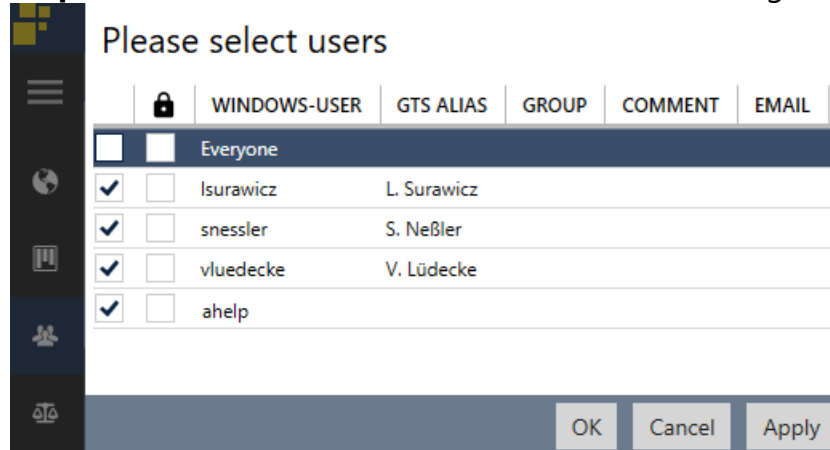 Please select users
WINDOWS-USER GTS ALIAS GROUP COMMENT EMAIL
Everyone
lsurawicz L. Surawicz
snessler S. Neßler
vluedecke V. Lüdecke
ahelp
OK Cancel Apply